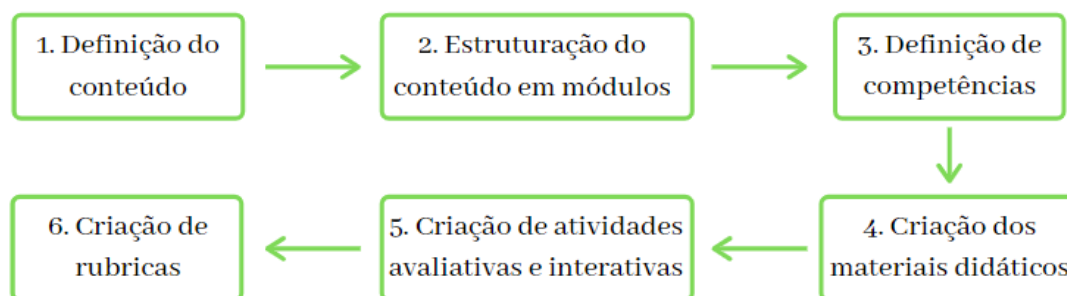 1. Definição do
conteúdo
2. Estruturação do
conteúdo em módulos
3. Definição de
competências
4. Criação dos
materiais didáticos
5. Criação de atividades
avaliativas e interativas
6. Criação de
rubricas